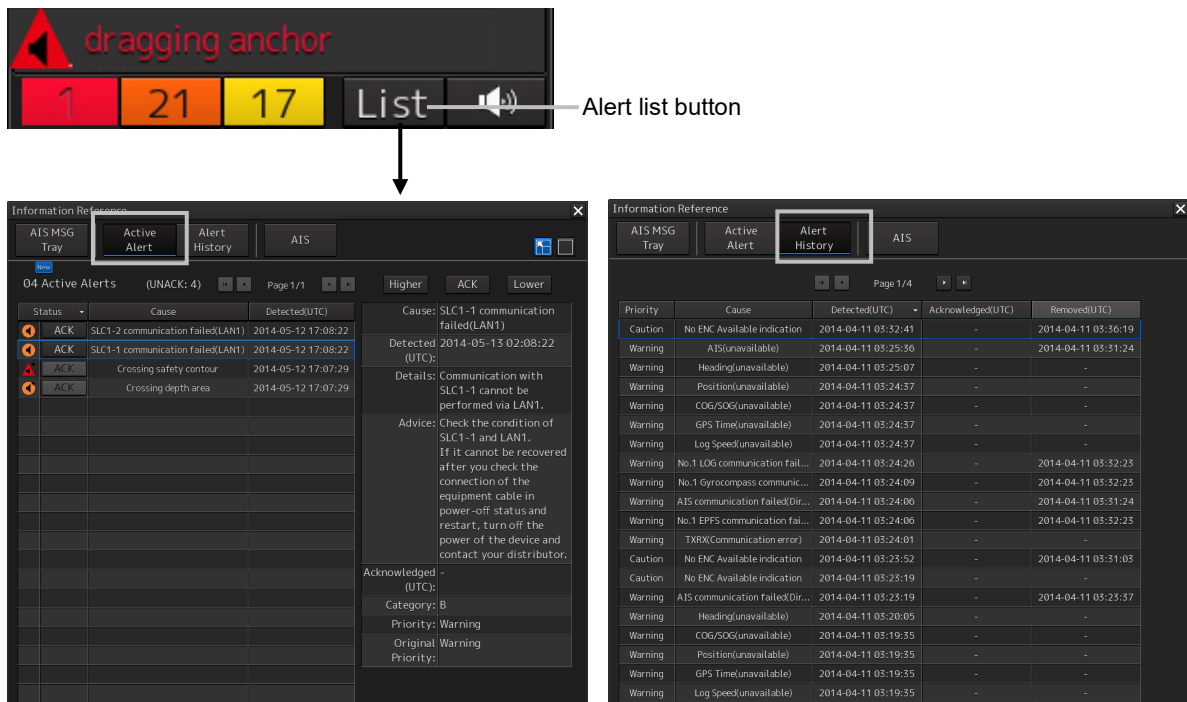 dragging anchor
1 21 17 List
Alert list button
Information Reference
AIS MSG Tray Active Alert Alert History AIS
New
04 Active Alerts (UNACK: 4) Page 1/1 Higher ACK Lower
Status Cause Detected(UTC)
ACK SLC1-2 communication failed(LAN1) 2014-05-12 17:08:22
ACK SLC1-1 communication failed(LAN1) 2014-05-12 17:08:22
ACK Crossing safety contour 2014-05-12 17:07:29
ACK Crossing depth area 2014-05-12 17:07:29
Cause: SLC1-1 communication
failed(LAN1)
Detected 2014-05-13 02:08:22
(UTC):
Details: Communication with
SLC1-1 cannot be
performed via LAN1.
Advice: Check the condition of
SLC1-1 and LAN1.
If it cannot be recovered
after you check the
connection of the
equipment cable in
power-off status and
restart, turn off the
power of the device and
contact your distributor.
Acknowledged -
(UTC):
Category: B
Priority: Warning
Original Warning
Priority:
Information Reference
AIS MSG Tray Active Alert Alert History AIS
Page 1/4
Priority Cause Detected(UTC) Acknowledged(UTC) Removed(UTC)
Caution No ENC Available indication 2014-04-11 03:32:41 - 2014-04-11 03:36:19
Warning AIS(unavailable) 2014-04-11 03:25:36 - 2014-04-11 03:31:24
Warning Heading(unavailable) 2014-04-11 03:25:07 - -
Warning Position(unavailable) 2014-04-11 03:24:37 - -
Warning COG/SOG(unavailable) 2014-04-11 03:24:37 - -
Warning GPS Time(unavailable) 2014-04-11 03:24:37 - -
Warning Log Speed(unavailable) 2014-04-11 03:24:37 - -
Warning No.1 LOG communication fail... 2014-04-11 03:24:26 - 2014-04-11 03:32:23
Warning No.1 Gyrocompass communic... 2014-04-11 03:24:09 - 2014-04-11 03:32:23
Warning AIS communication failed(Dir... 2014-04-11 03:24:06 - 2014-04-11 03:31:24
Warning No.1 EPFS communication fai... 2014-04-11 03:24:06 - 2014-04-11 03:32:23
Warning TXRX(Communication error) 2014-04-11 03:24:01 - -
Caution No ENC Available indication 2014-04-11 03:23:52 - 2014-04-11 03:31:03
Caution No ENC Available indication 2014-04-11 03:23:19 - -
Warning AIS communication failed(Dir... 2014-04-11 03:23:19 - 2014-04-11 03:23:37
Warning Heading(unavailable) 2014-04-11 03:20:05 - -
Warning COG/SOG(unavailable) 2014-04-11 03:19:35 - -
Warning Position(unavailable) 2014-04-11 03:19:35 - -
Warning GPS Time(unavailable) 2014-04-11 03:19:35 - -
Warning Log Speed(unavailable) 2014-04-11 03:19:35 - -